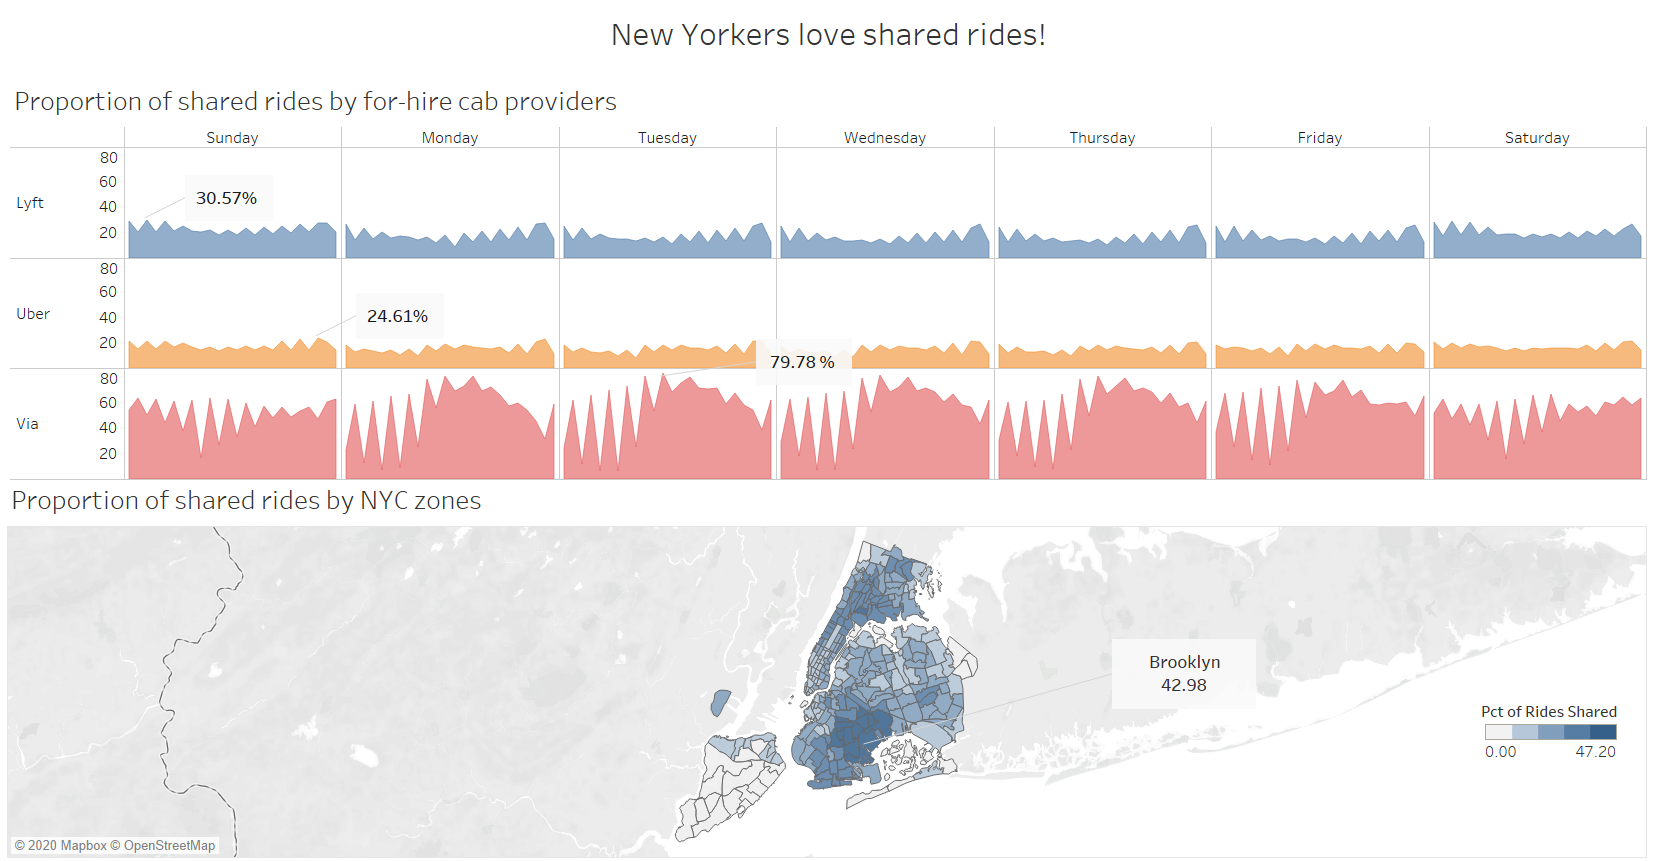 New Yorkers love shared rides!
Proportion of shared rides by for-hire cab providers
Sunday Monday Tuesday Wednesday Thursday Friday Saturday
Lyft
80
60
40
20
30.57%
Uber
80
60
40
20
24.61%
Via
80
60
40
20
79.78 %
Proportion of shared rides by NYC zones
Brooklyn
42.98
Pct of Rides Shared
0.00 47.20
© 2020 Mapbox © OpenStreetMap